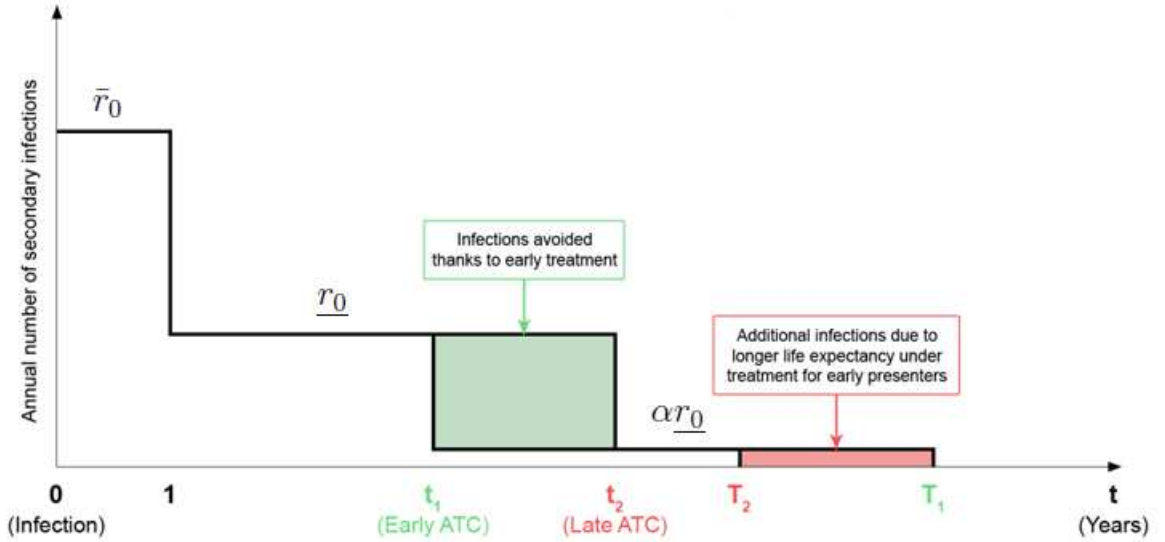 Annual number of secondary infections
r̄₀
Infections avoided
thanks to early treatment
r₀
Additional infections due to
longer life expectancy under
treatment for early presenters
αr₀
0
(Infection)
1
t₁
(Early ATC)
t₂
(Late ATC)
T₂
T₁
t
(Years)